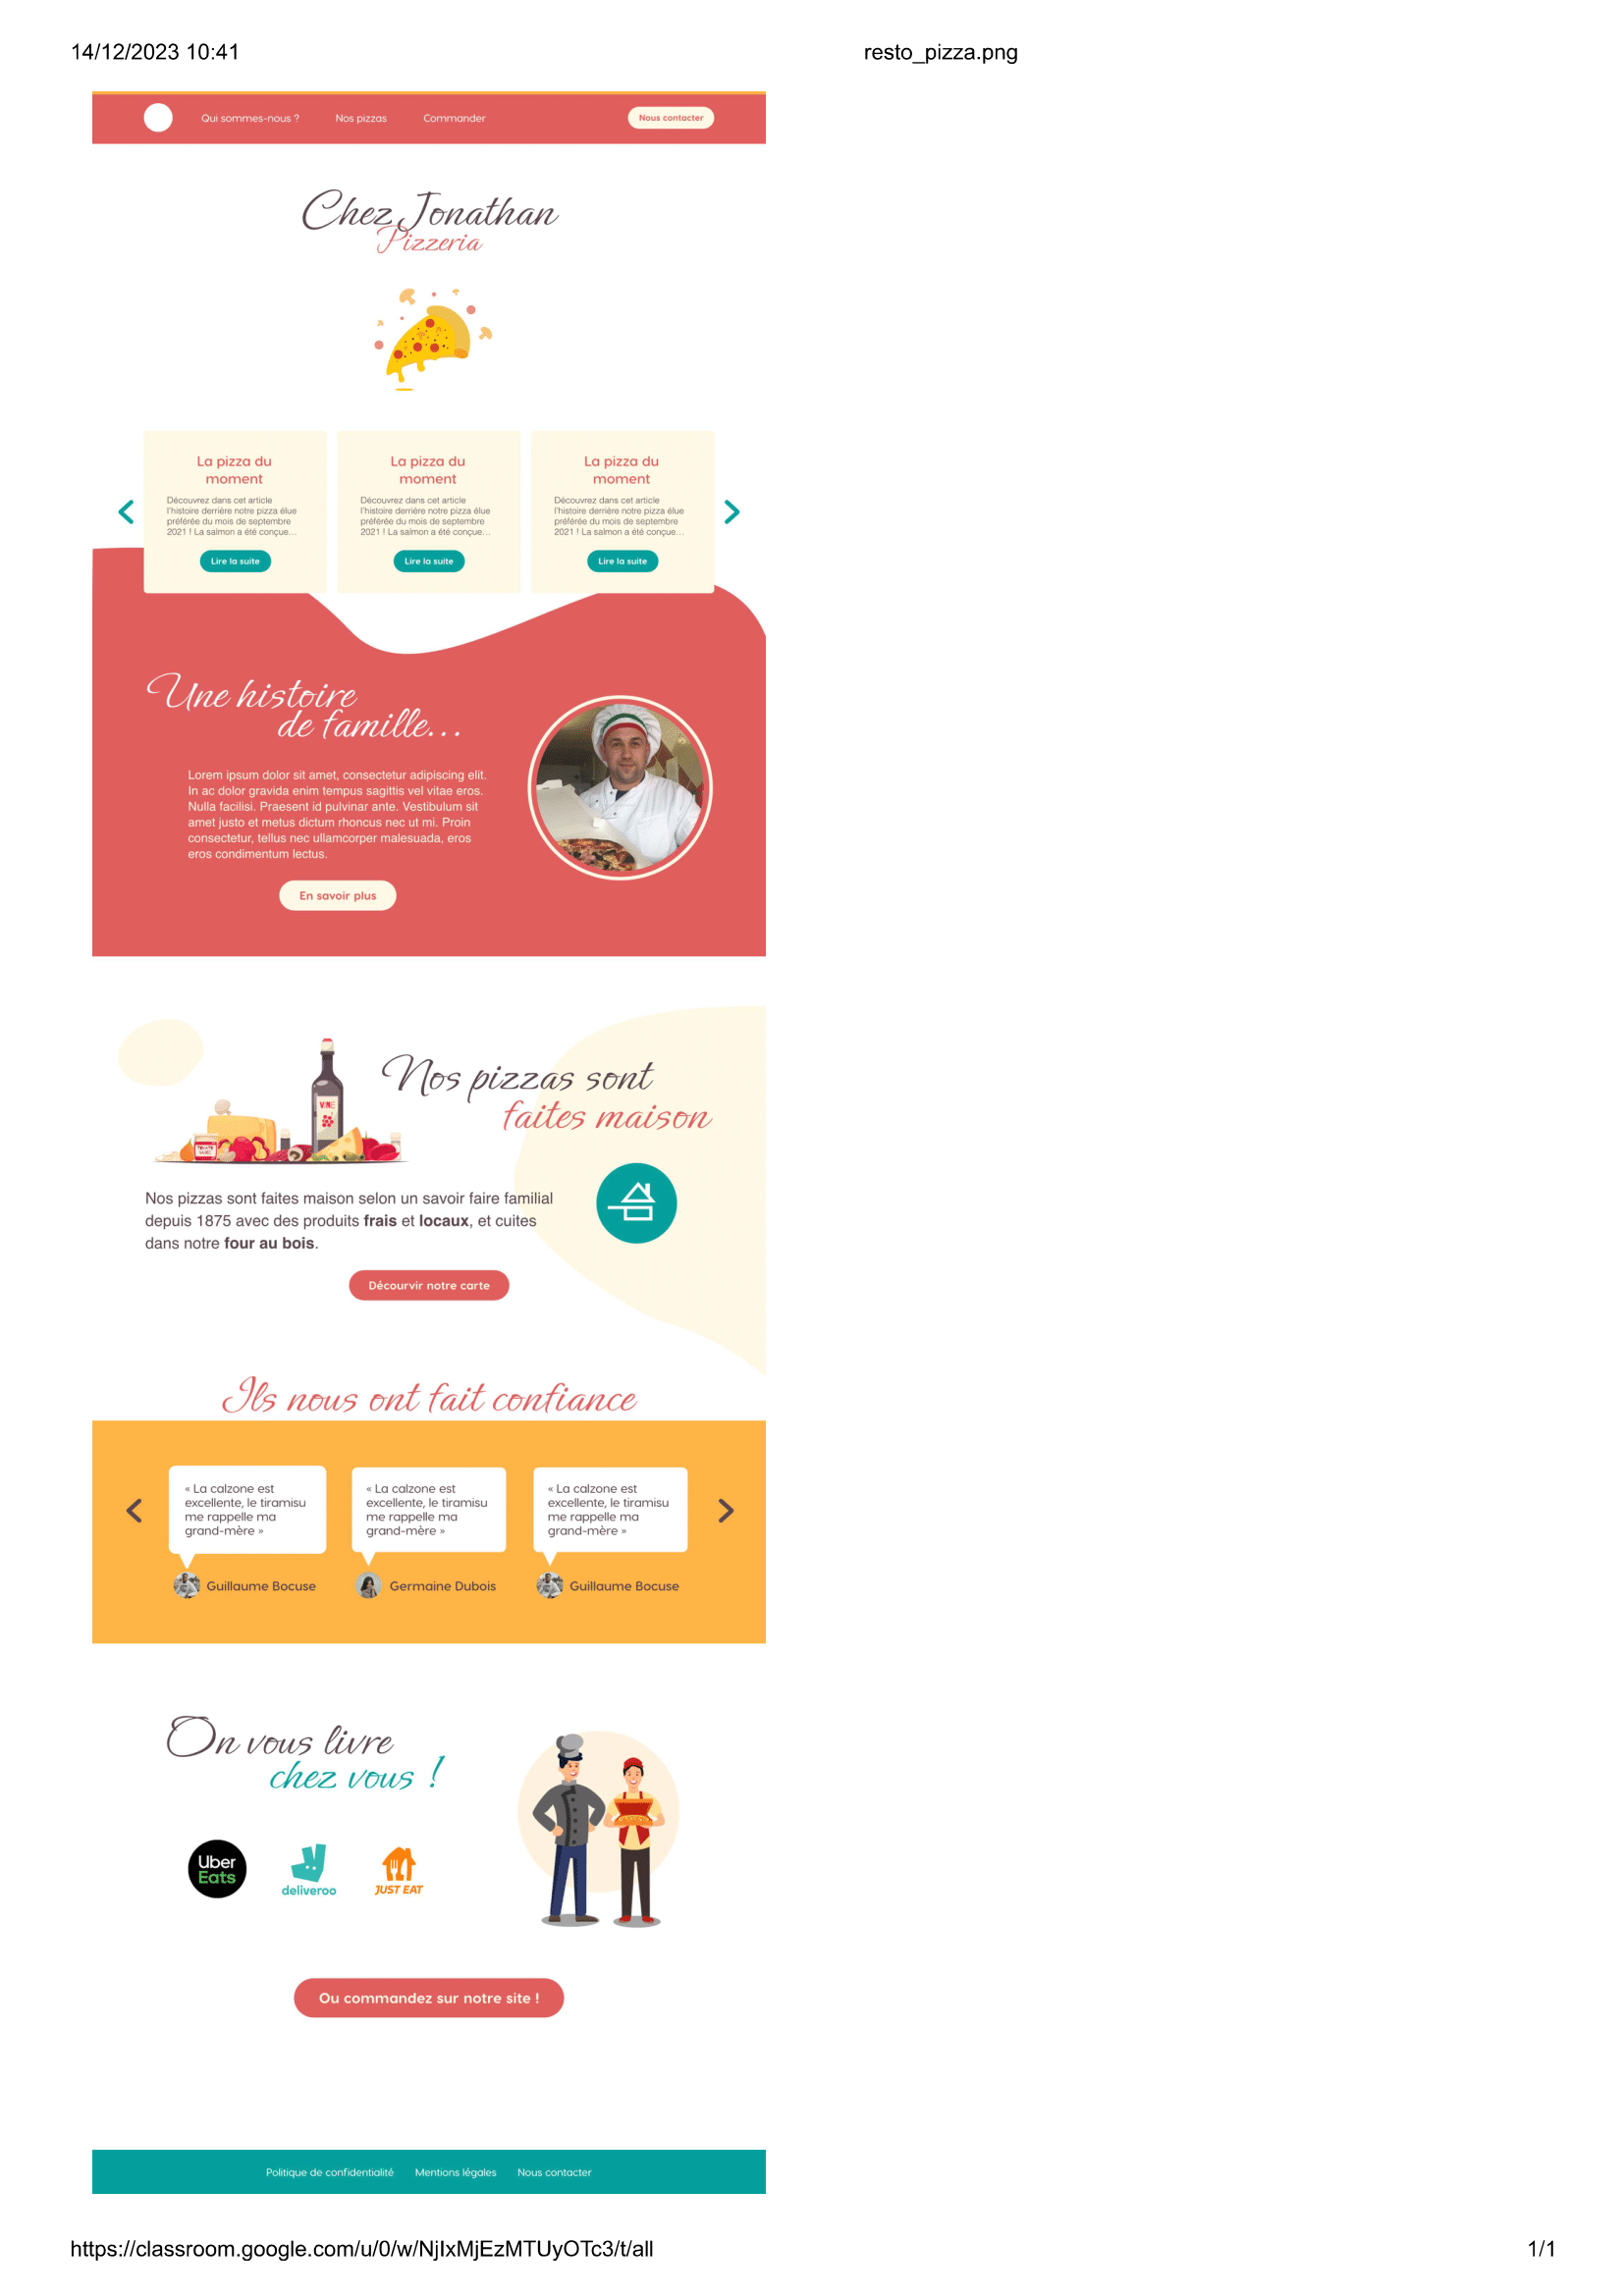 14/12/2023 10:41
resto_pizza.png
Qui sommes-nous ?
Nos pizzas
Commander
Nous contacter
Chez Jonathan
Pizzeria
La pizza du
moment
Découvrez dans cet article
l'histoire derrière notre pizza élue
préférée du mois de septembre
2021 ! La salmon a été conçue...
Lire la suite
La pizza du
moment
Découvrez dans cet article
l'histoire derrière notre pizza élue
préférée du mois de septembre
2021 ! La salmon a été conçue...
Lire la suite
La pizza du
moment
Découvrez dans cet article
l'histoire derrière notre pizza élue
préférée du mois de septembre
2021 ! La salmon a été conçue...
Lire la suite
Une histoire
de famille...
Lorem ipsum dolor sit amet, consectetur adipiscing elit.
In ac dolor gravida enim tempus sagittis vel vitae eros.
Nulla facilisi. Praesent id pulvinar ante. Vestibulum sit
amet justo et metus dictum rhoncus nec ut mi. Proin
consectetur, tellus nec ullamcorper malesuada, eros
eros condimentum lectus.
En savoir plus
VINE
Nos pizzas sont
faites maison
Nos pizzas sont faites maison selon un savoir faire familial
depuis 1875 avec des produits frais et locaux, et cuites
dans notre four au bois.
Décourvir notre carte
Ils nous ont fait confiance
« La calzone est
excellente, le tiramisu
me rappelle ma
grand-mère »
Guillaume Bocuse
« La calzone est
excellente, le tiramisu
me rappelle ma
grand-mère »
Germaine Dubois
« La calzone est
excellente, le tiramisu
me rappelle ma
grand-mère »
Guillaume Bocuse
On vous livre
chez vous !
Uber
Eats
deliveroo
JUST EAT
Ou commandez sur notre site !
Politique de confidentialité
Mentions légales
Nous contacter
https://classroom.google.com/u/0/w/NjIxMjEzMTUyOTc3/t/all
1/1